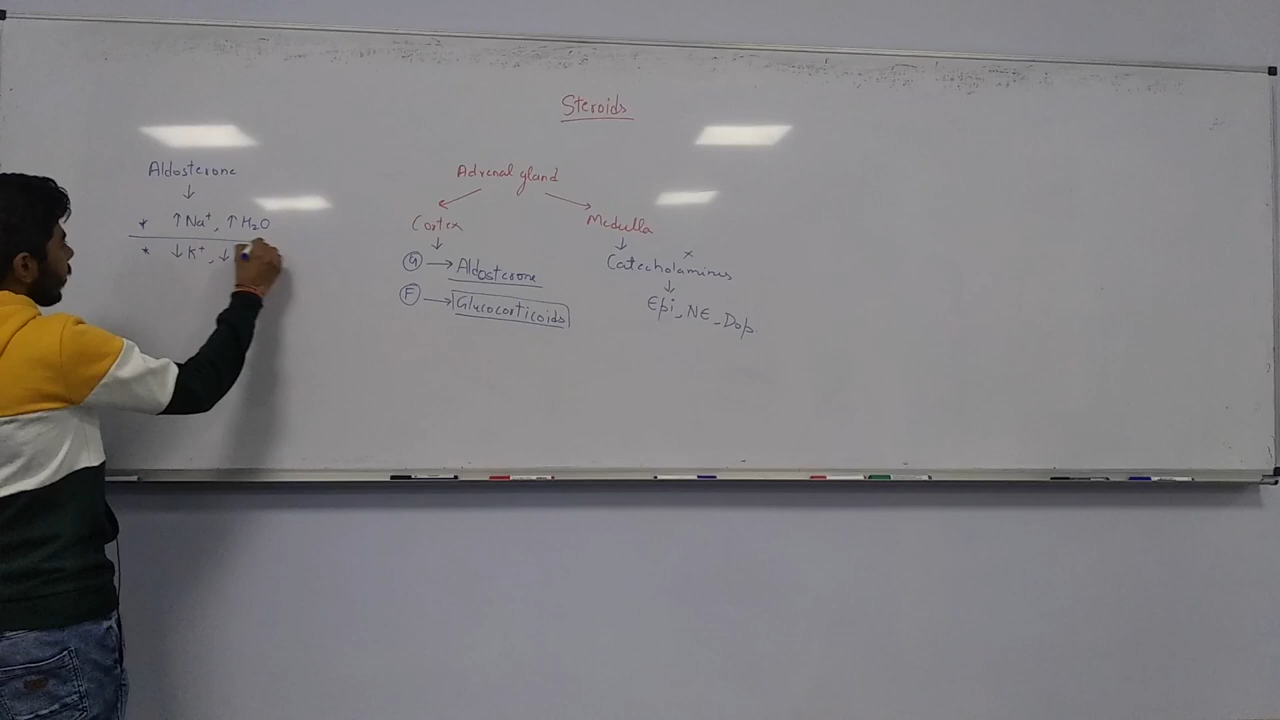 Steroids
Aldosterone
↓
* ↑Na⁺, ↑H₂O
* ↓K⁺, ↓
Adrenal gland
Cortex
↓
G → Aldosterone
F → Glucocorticoids
Medulla
↓ ×
Catecholamines
↓
Epi, NE, Dop.